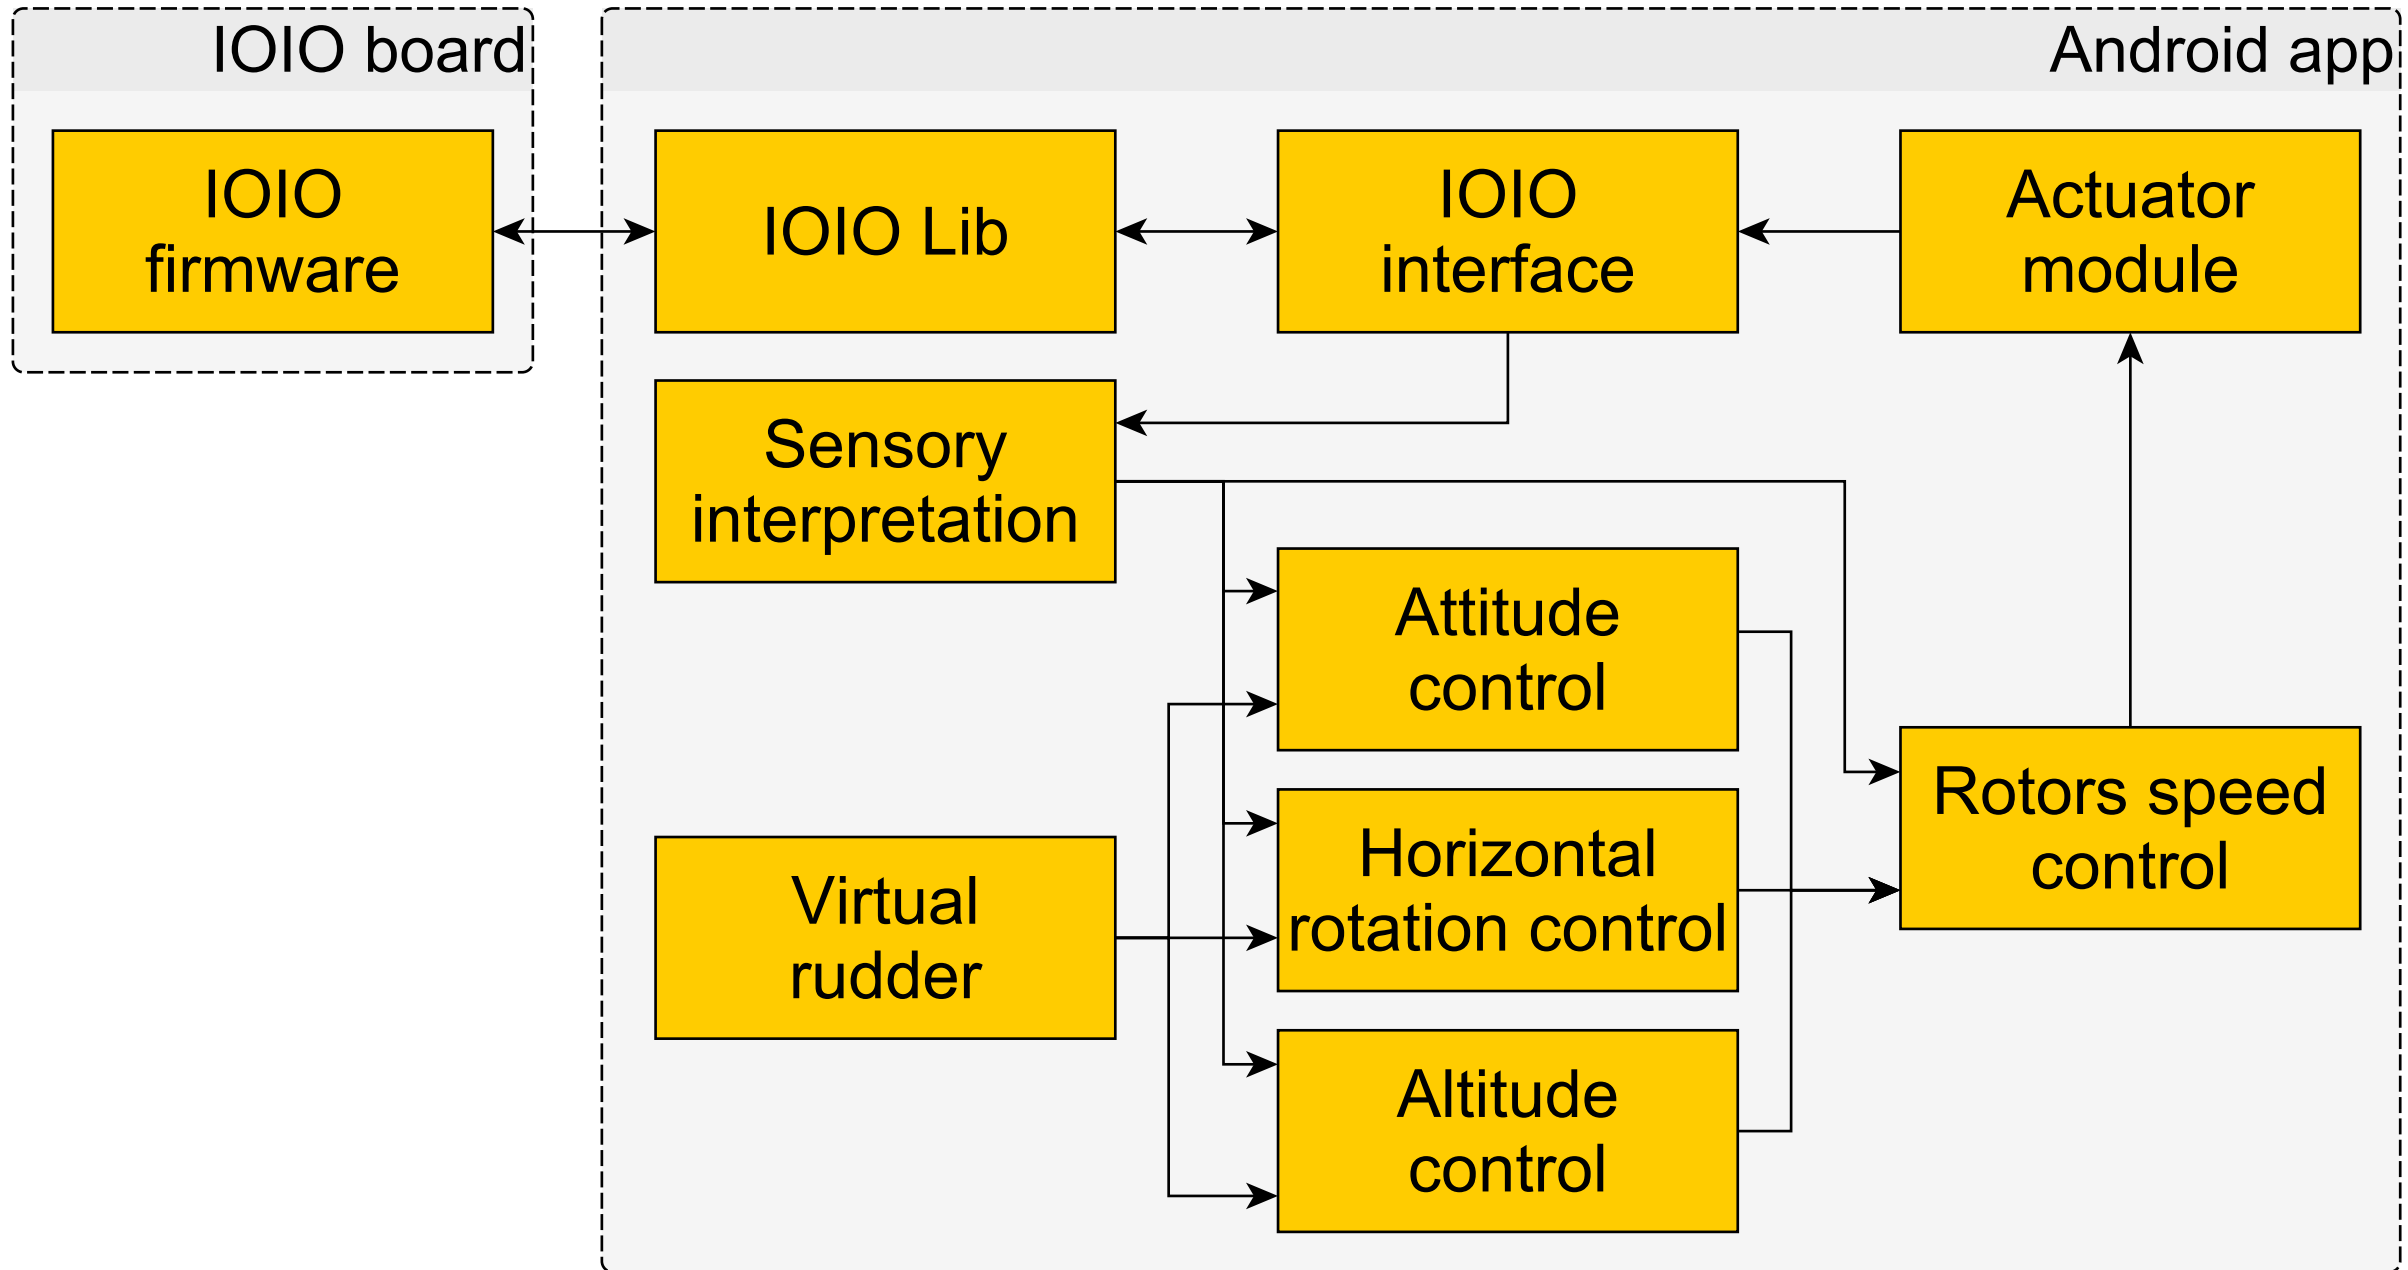 IOIO board
Android app
IOIO
firmware
IOIO Lib
IOIO
interface
Actuator
module
Sensory
interpretation
Attitude
control
Rotors speed
control
Horizontal
rotation control
Virtual
rudder
Altitude
control